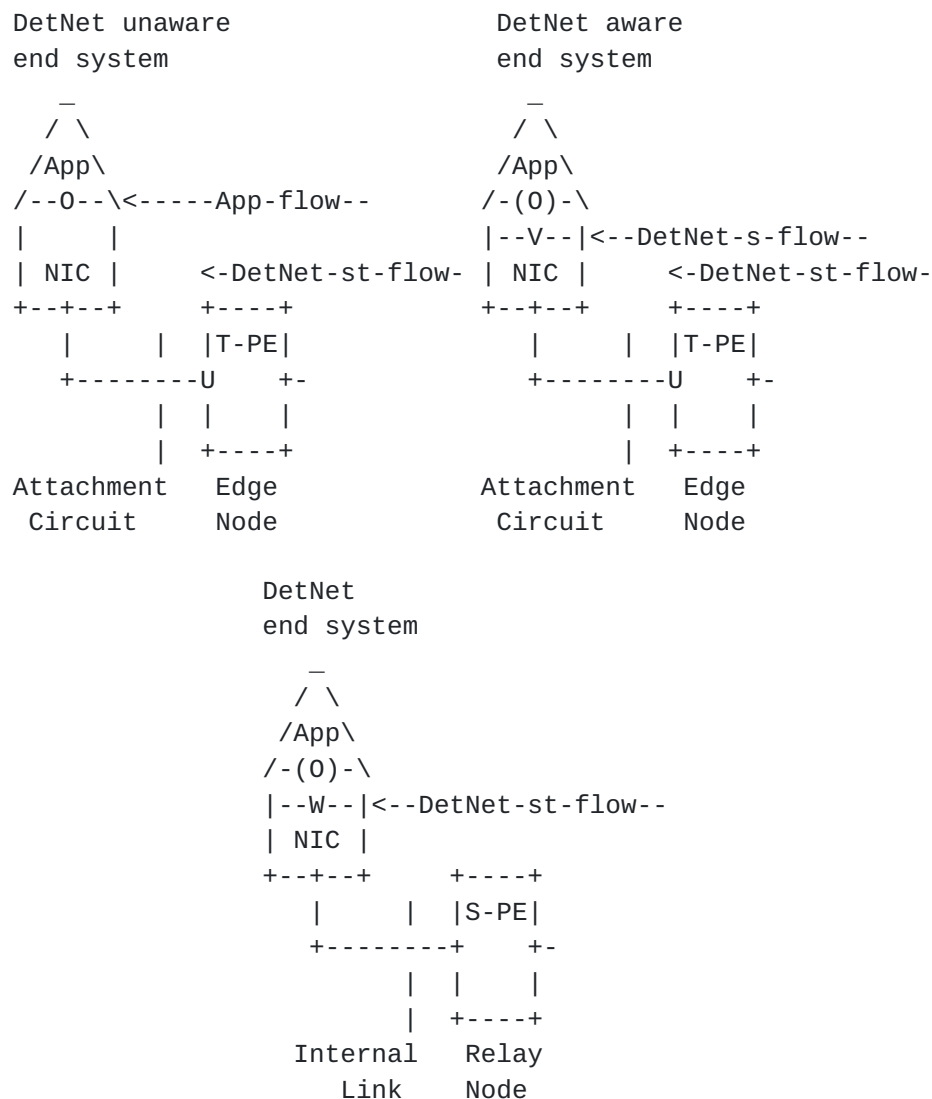 DetNet unaware                  DetNet aware
end system                      end system
   _                               _
  / \                             / \
 /App\                           /App\
/--O--\<-----App-flow--       /-(O)-\
|     |                       |--V--|<--DetNet-s-flow--
| NIC |     <-DetNet-st-flow- | NIC |     <-DetNet-st-flow-
+--+--+     +----+            +--+--+     +----+
   |     |  |T-PE|               |     |  |T-PE|
   +--------U    +-              +--------U    +-
         |  |    |                     |  |    |
         |  +----+                     |  +----+
Attachment   Edge             Attachment   Edge
 Circuit     Node              Circuit     Node

                DetNet
                end system
                   _
                  / \
                 /App\
                /-(O)-\
                |--W--|<--DetNet-st-flow--
                | NIC |
                +--+--+     +----+
                   |     |  |S-PE|
                   +--------+    +-
                         |  |    |
                         |  +----+
                  Internal   Relay
                     Link    Node